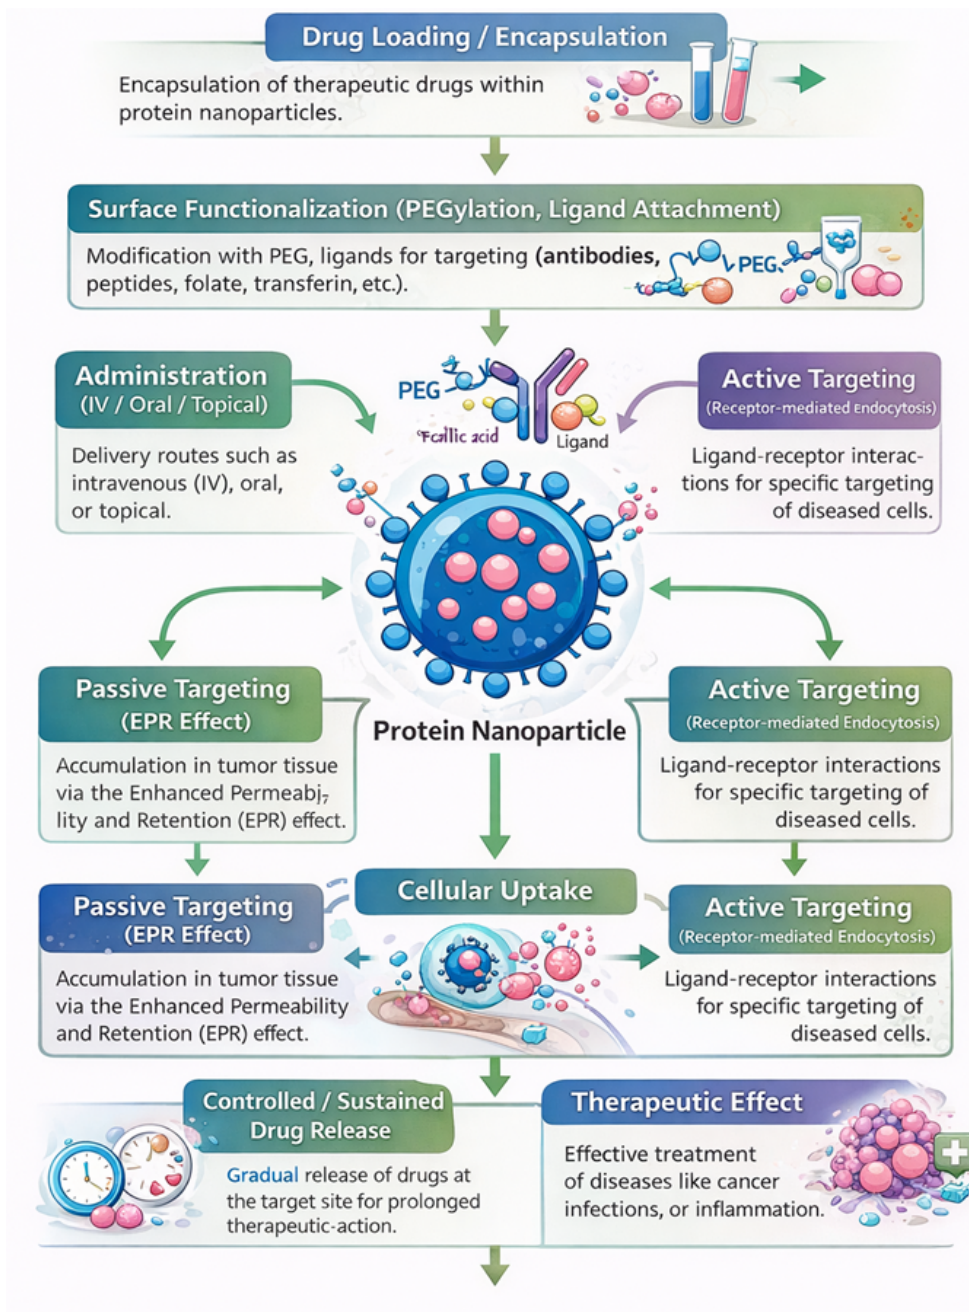 Drug Loading / Encapsulation
Encapsulation of therapeutic drugs within
protein nanoparticles.
Surface Functionalization (PEGylation, Ligand Attachment)
Modification with PEG, ligands for targeting (antibodies,
peptides, folate, transferin, etc.).
PEG
Administration
(IV / Oral / Topical)
Delivery routes such as
intravenous (IV), oral,
or topical.
PEG
acid
Ligand
Active Targeting
(Receptor-mediated Endocytosis)
Ligand-receptor interac-
tions for specific targeting
of diseased cells.
Passive Targeting
(EPR Effect)
Accumulation in tumor tissue
via the Enhanced
lity and Retention (EPR) effect.
Protein Nanoparticle
Active Targeting
(Receptor-mediated Endocytosis)
Ligand-receptor interactions
for specific targeting of
diseased cells.
Passive Targeting
(EPR Effect)
Accumulation in tumor tissue
via the Enhanced Permeability
and Retention (EPR) effect.
Cellular Uptake
Active Targeting
(Receptor-mediated Endocytosis)
Ligand-receptor interactions
for specific targeting of
diseased cells.
Controlled / Sustained
Drug Release
Gradual release of drugs at
the target site for prolonged
therapeutic-action.
Therapeutic Effect
Effective treatment
of diseases like cancer
infections, or inflammation.